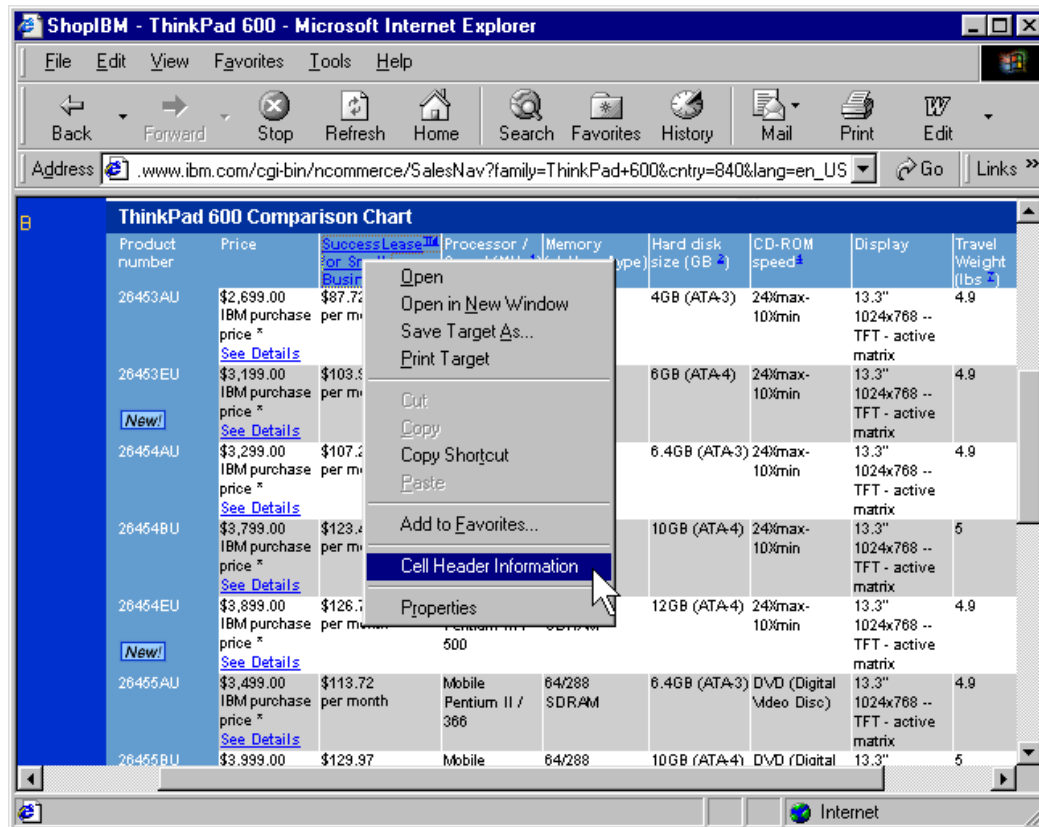 ShopIBM - ThinkPad 600 - Microsoft Internet Explorer
File Edit View Favorites Tools Help
Back Forward Stop Refresh Home Search Favorites History Mail Print Edit
Address .www.ibm.com/cgi-bin/ncommerce/SalesNav?family=ThinkPad+600&cntry=840&lang=en_US Go Links »
B
ThinkPad 600 Comparison Chart
Product Price SuccessLease Processor / Memory Hard disk CD-ROM Display Travel
number size (GB 2) speed4 Weight
(lbs 7)
Open
Open in New Window
Save Target As...
Print Target
Cut
Copy
Copy Shortcut
Paste
Add to Favorites...
Cell Header Information
Properties
26453AU $2,699.00 4GB (ATA-3) 24Xmax- 13.3" 4.9
IBM purchase per 10Xmin 1024x768 --
price * TFT - active
See Details matrix
26453EU $3,199.00 6GB (ATA-4) 24Xmax- 13.3" 4.9
IBM purchase per 10Xmin 1024x768 --
New! price * TFT - active
See Details matrix
26454AU $3,299.00 6.4GB (ATA-3) 24Xmax- 13.3" 4.9
IBM purchase per 10Xmin 1024x768 --
price * TFT - active
See Details matrix
26454BU $3,799.00 10GB (ATA-4) 24Xmax- 13.3" 5
IBM purchase per 10Xmin 1024x768 --
price * TFT - active
See Details matrix
26454EU $3,899.00 12GB (ATA-4) 24Xmax- 13.3" 4.9
IBM purchase per month 10Xmin 1024x768 --
New! price * 500 TFT - active
See Details matrix
26455AU $3,499.00 $113.72 Mobile 64/288 6.4GB (ATA-3) DVD (Digital 13.3" 4.9
IBM purchase per month Pentium II / SDRAM Video Disc) 1024x768 --
price * 366 TFT - active
See Details matrix
26455BU $3,999.00 $129.97 Mobile 64/288 10GB (ATA-4) DVD (Digital 13.3" 5
Internet